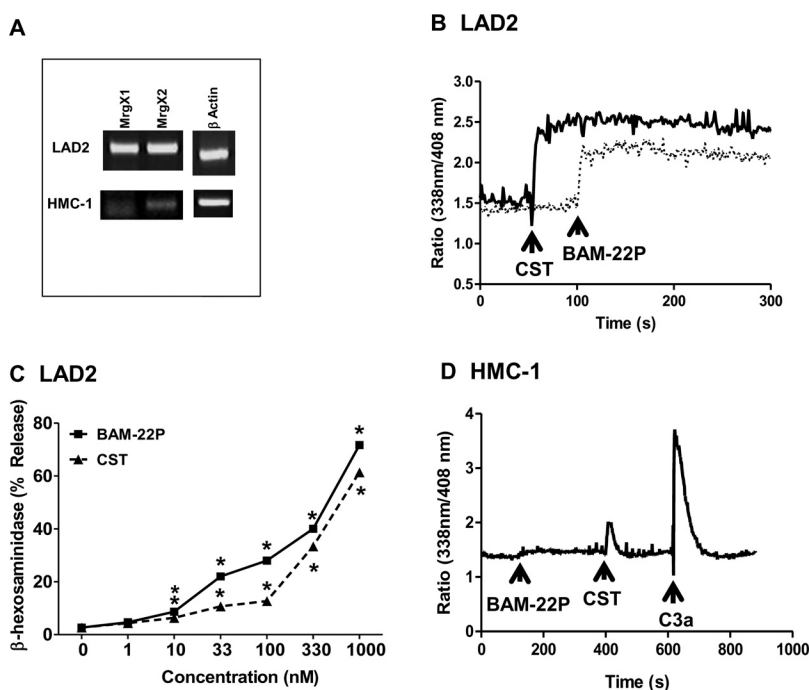 A
MrgX1
MrgX2
β Actin
LAD2
HMC-1
B LAD2
Ratio (338nm/408 nm)
3.0
2.5
2.0
1.5
1.0
0.5
CST
BAM-22P
0 100 200 300
Time (s)
C LAD2
β-hexosaminidase (% Release)
80
60
40
20
0
BAM-22P
CST
* * * * * * * * * *
0 1 10 33 100 330 1000
Concentration (nM)
D HMC-1
Ratio (338nm/408 nm)
4
3
2
1
BAM-22P
CST
C3a
0 200 400 600 800 1000
Time (s)